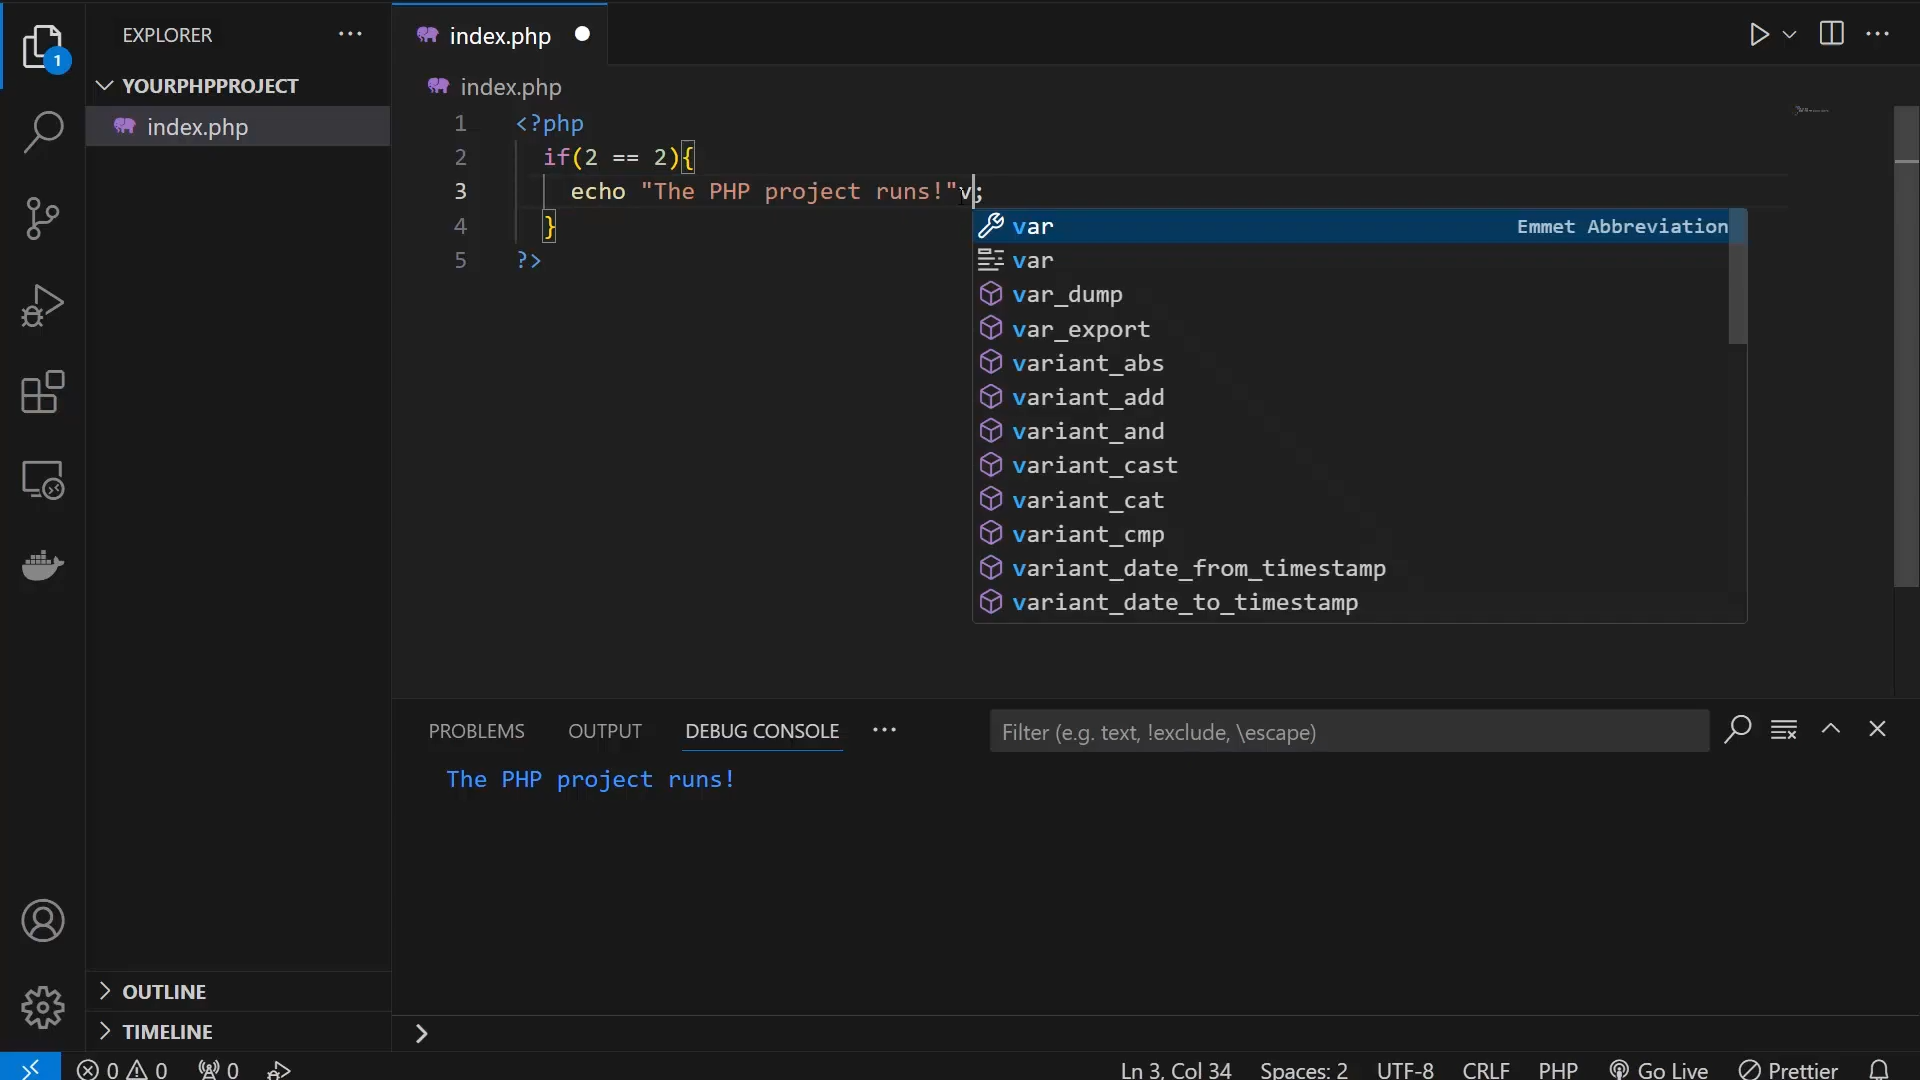 EXPLORER
1
YOURPHPPROJECT
index.php
index.php
index.php
1 <?php
2 if(2 == 2){
3 echo "The PHP project runs!"v;
4 }
5 ?>
var Emmet Abbreviation
var
var_dump
var_export
variant_abs
variant_add
variant_and
variant_cast
variant_cat
variant_cmp
variant_date_from_timestamp
variant_date_to_timestamp
PROBLEMS OUTPUT DEBUG CONSOLE
Filter (e.g. text, !exclude, \escape)
The PHP project runs!
OUTLINE
TIMELINE
0 0 0 Ln 3, Col 34 Spaces: 2 UTF-8 CRLF PHP Go Live Prettier